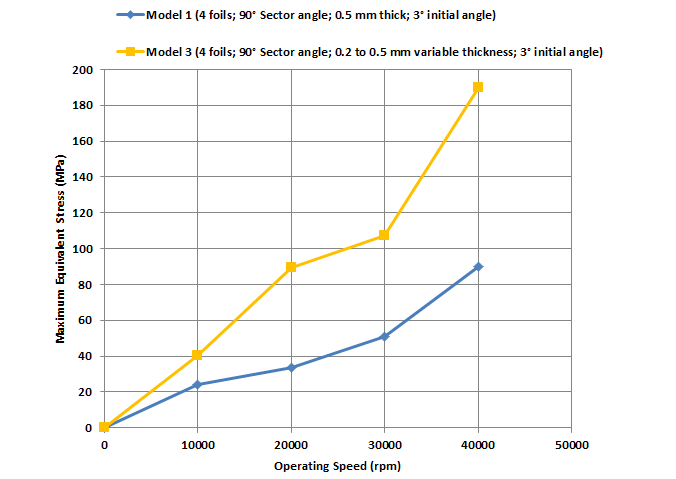 Model 1 (4 foils; 90° Sector angle; 0.5 mm thick; 3° initial angle)
Model 3 (4 foils; 90° Sector angle; 0.2 to 0.5 mm variable thickness; 3° initial angle)
200
180
160
140
120
100
80
60
40
20
0
Maximum Equivalent Stress (MPa)
0 10000 20000 30000 40000 50000
Operating Speed (rpm)